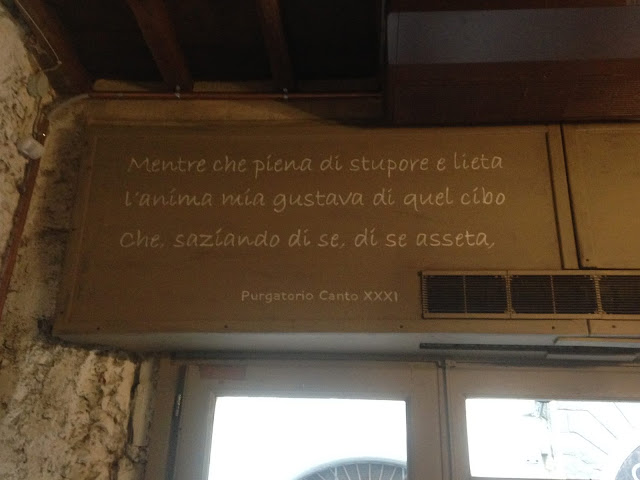 Mentre che piena di stupore e lieta
l'anima mia gustava di quel cibo
Che, saziando di se, di se asseta,
Purgatorio Canto XXXI